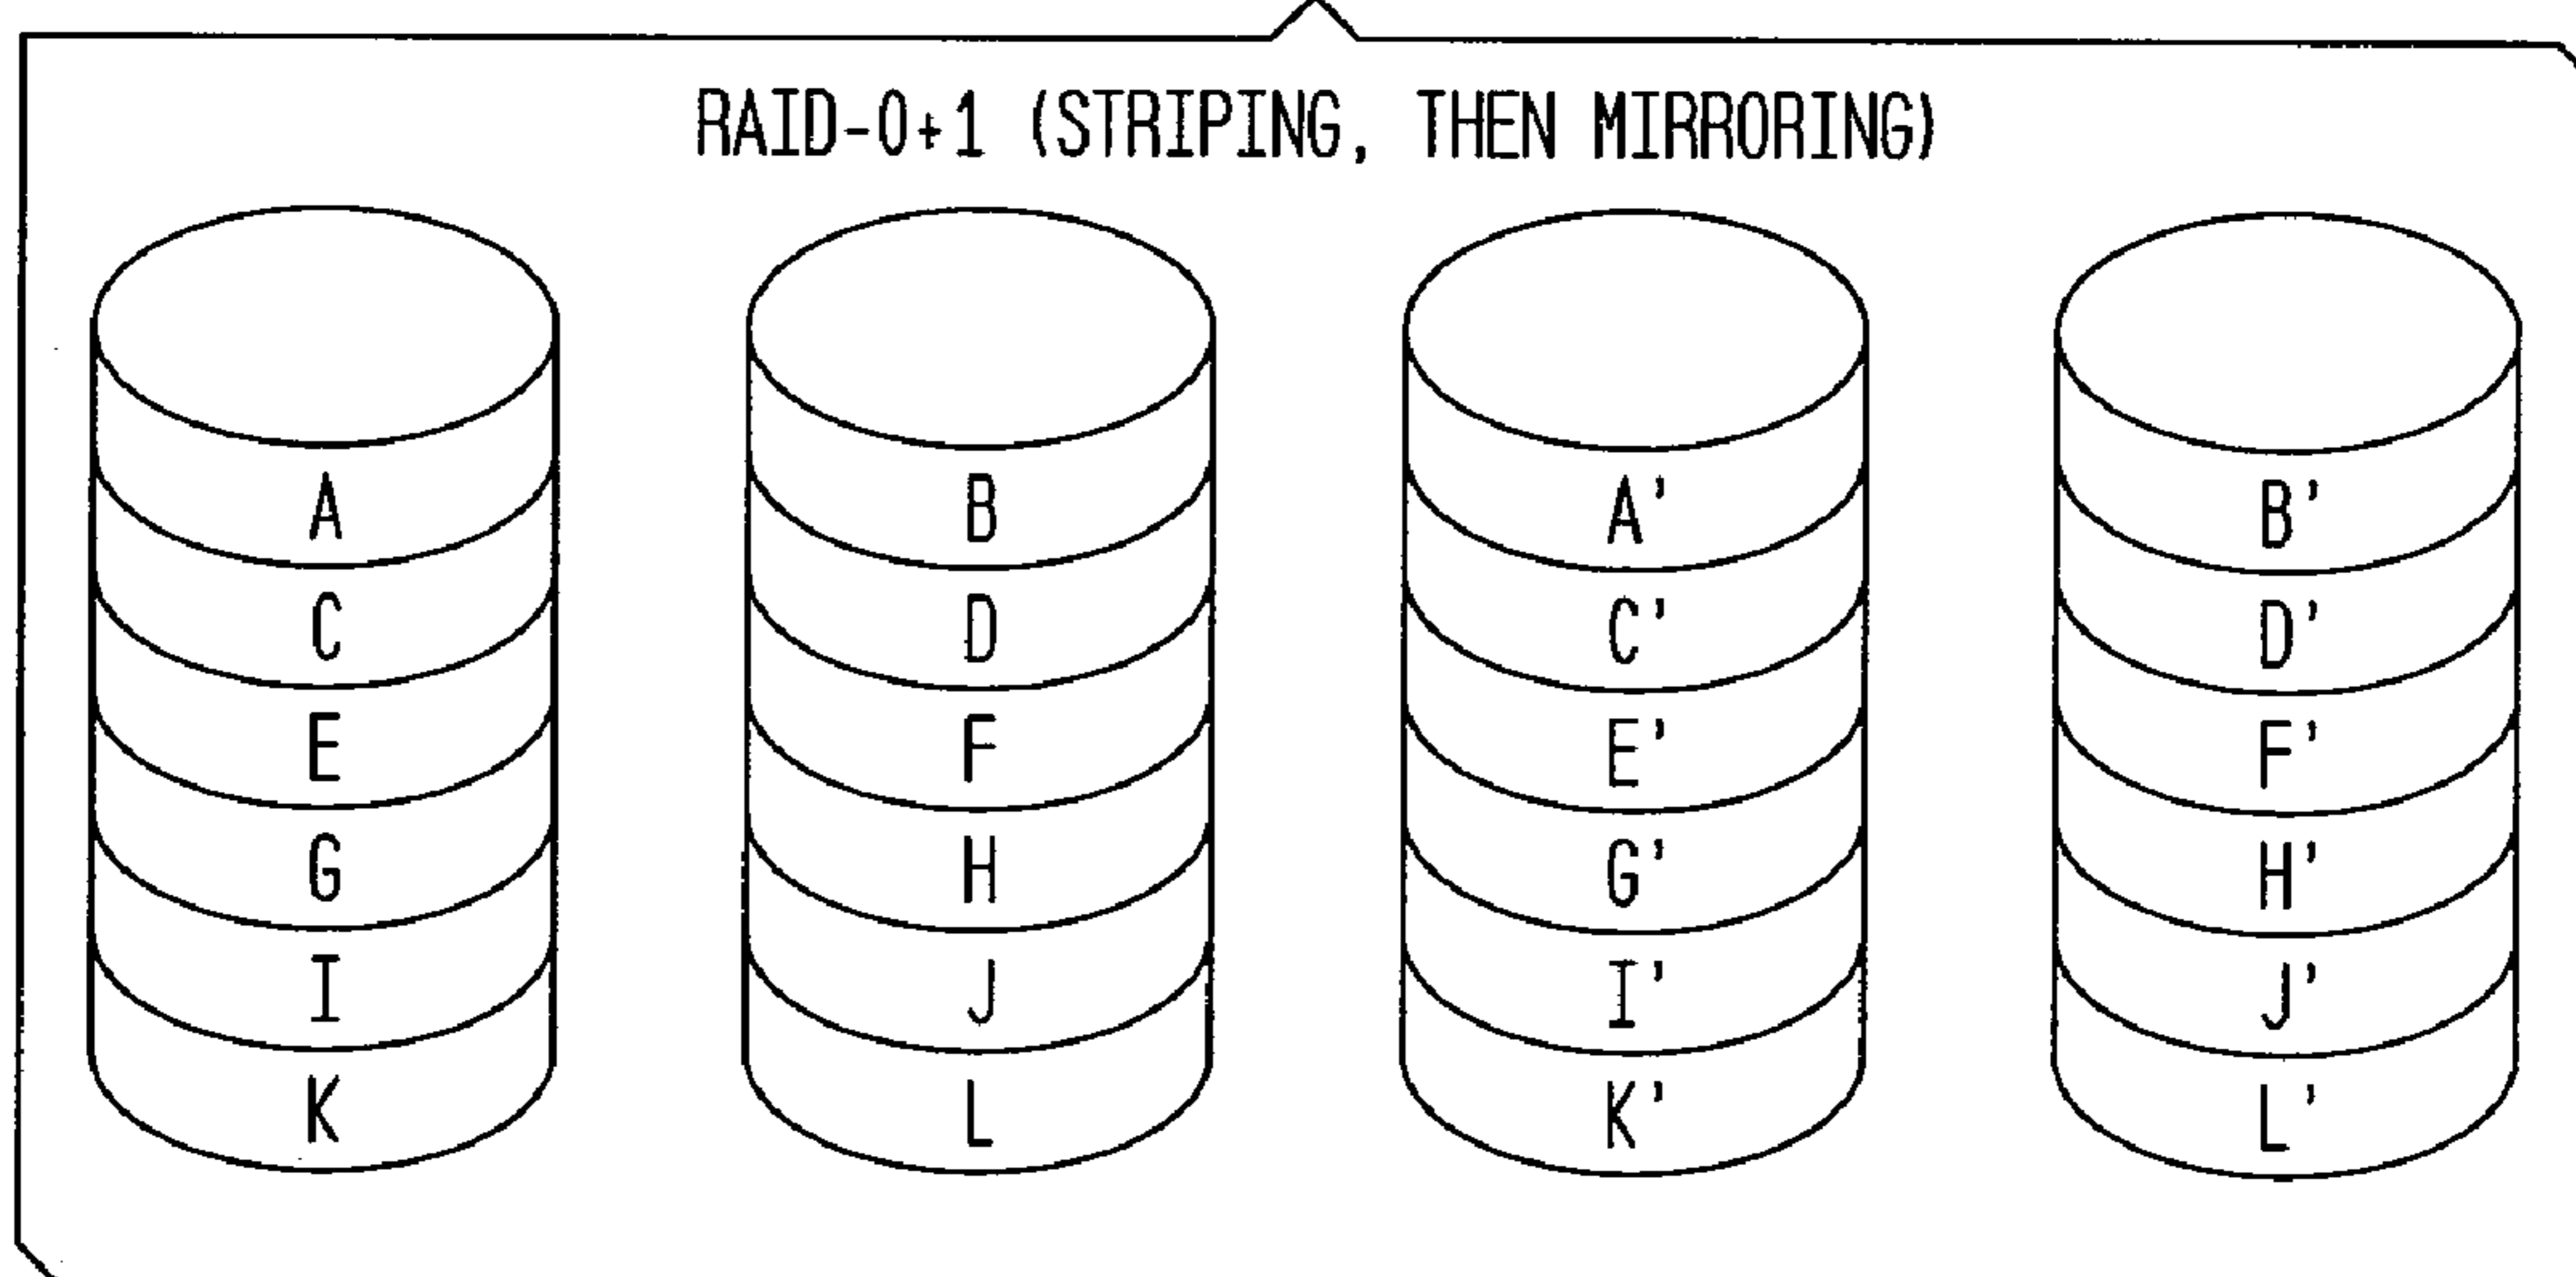 RAID-0+1 (STRIPING, THEN MIRRORING)
A B A' B'
C D C' D'
E F E' F'
G H G' H'
I J I' J'
K L K' L'